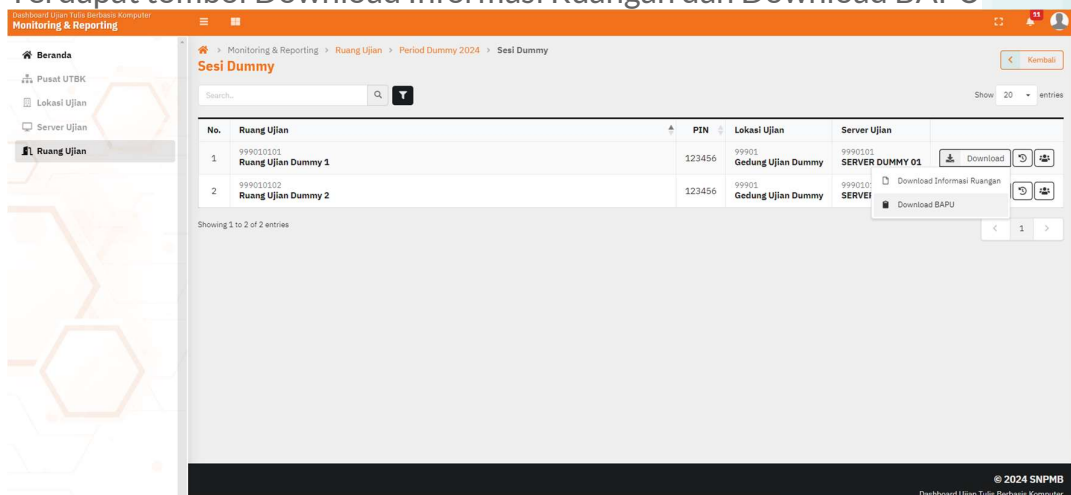 Terdapat tombol Download Informasi Ruangan dan Download BAPU
Dashboard Ujian Tulis Berbasis Komputer
Monitoring & Reporting
33
Beranda
Pusat UTBK
Lokasi Ujian
Server Ujian
Ruang Ujian
> Monitoring & Reporting > Ruang Ujian > Period Dummy 2024 > Sesi Dummy
Sesi Dummy
< Kembali
Search..
Show 20 entries
No. Ruang Ujian PIN Lokasi Ujian Server Ujian
1 999010101 Ruang Ujian Dummy 1 123456 99901 Gedung Ujian Dummy 9990101 SERVER DUMMY 01 Download
2 999010102 Ruang Ujian Dummy 2 123456 99901 Gedung Ujian Dummy
Download Informasi Ruangan
Download BAPU
Showing 1 to 2 of 2 entries
< 1 >
© 2024 SNPMB
Dashboard Ujian Tulis Berbasis Komputer